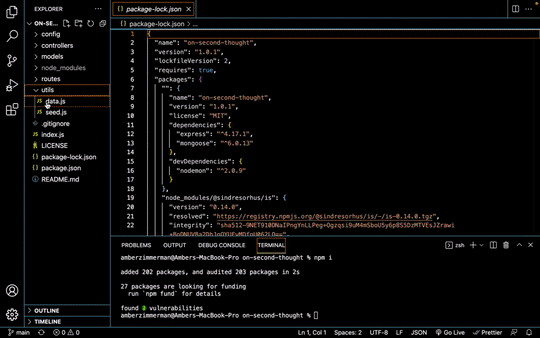 EXPLORER
ON-SE...
config
controllers
models
node_modules
routes
utils
data.js
seed.js
.gitignore
index.js
LICENSE
package-lock.json
package.json
README.md
OUTLINE
TIMELINE
package-lock.json
package-lock.json > ...
1 {
2 "name": "on-second-thought",
3 "version": "1.0.1",
4 "lockfileVersion": 2,
5 "requires": true,
6 "packages": {
7 "": {
8 "name": "on-second-thought",
9 "version": "1.0.1",
10 "license": "MIT",
11 "dependencies": {
12 "express": "^4.17.1",
13 "mongoose": "^6.0.13"
14 },
15 "devDependencies": {
16 "nodemon": "^2.0.9"
17 }
18 },
19 "node_modules/@sindresorhus/is": {
20 "version": "0.14.0",
21 "resolved": "https://registry.npmjs.org/@sindresorhus/is/-/is-0.14.0.tgz",
22 "integrity":
PROBLEMS OUTPUT DEBUG CONSOLE TERMINAL zsh
amberzimmerman@Ambers-MacBook-Pro on-second-thought % npm i
added 202 packages, and audited 203 packages in 2s
27 packages are looking for funding
run `npm fund` for details
found vulnerabilities
amberzimmerman@Ambers-MacBook-Pro on-second-thought %
main 0 0 Ln 1, Col 1 Spaces: 2 UTF-8 LF JSON Go Live Prettier